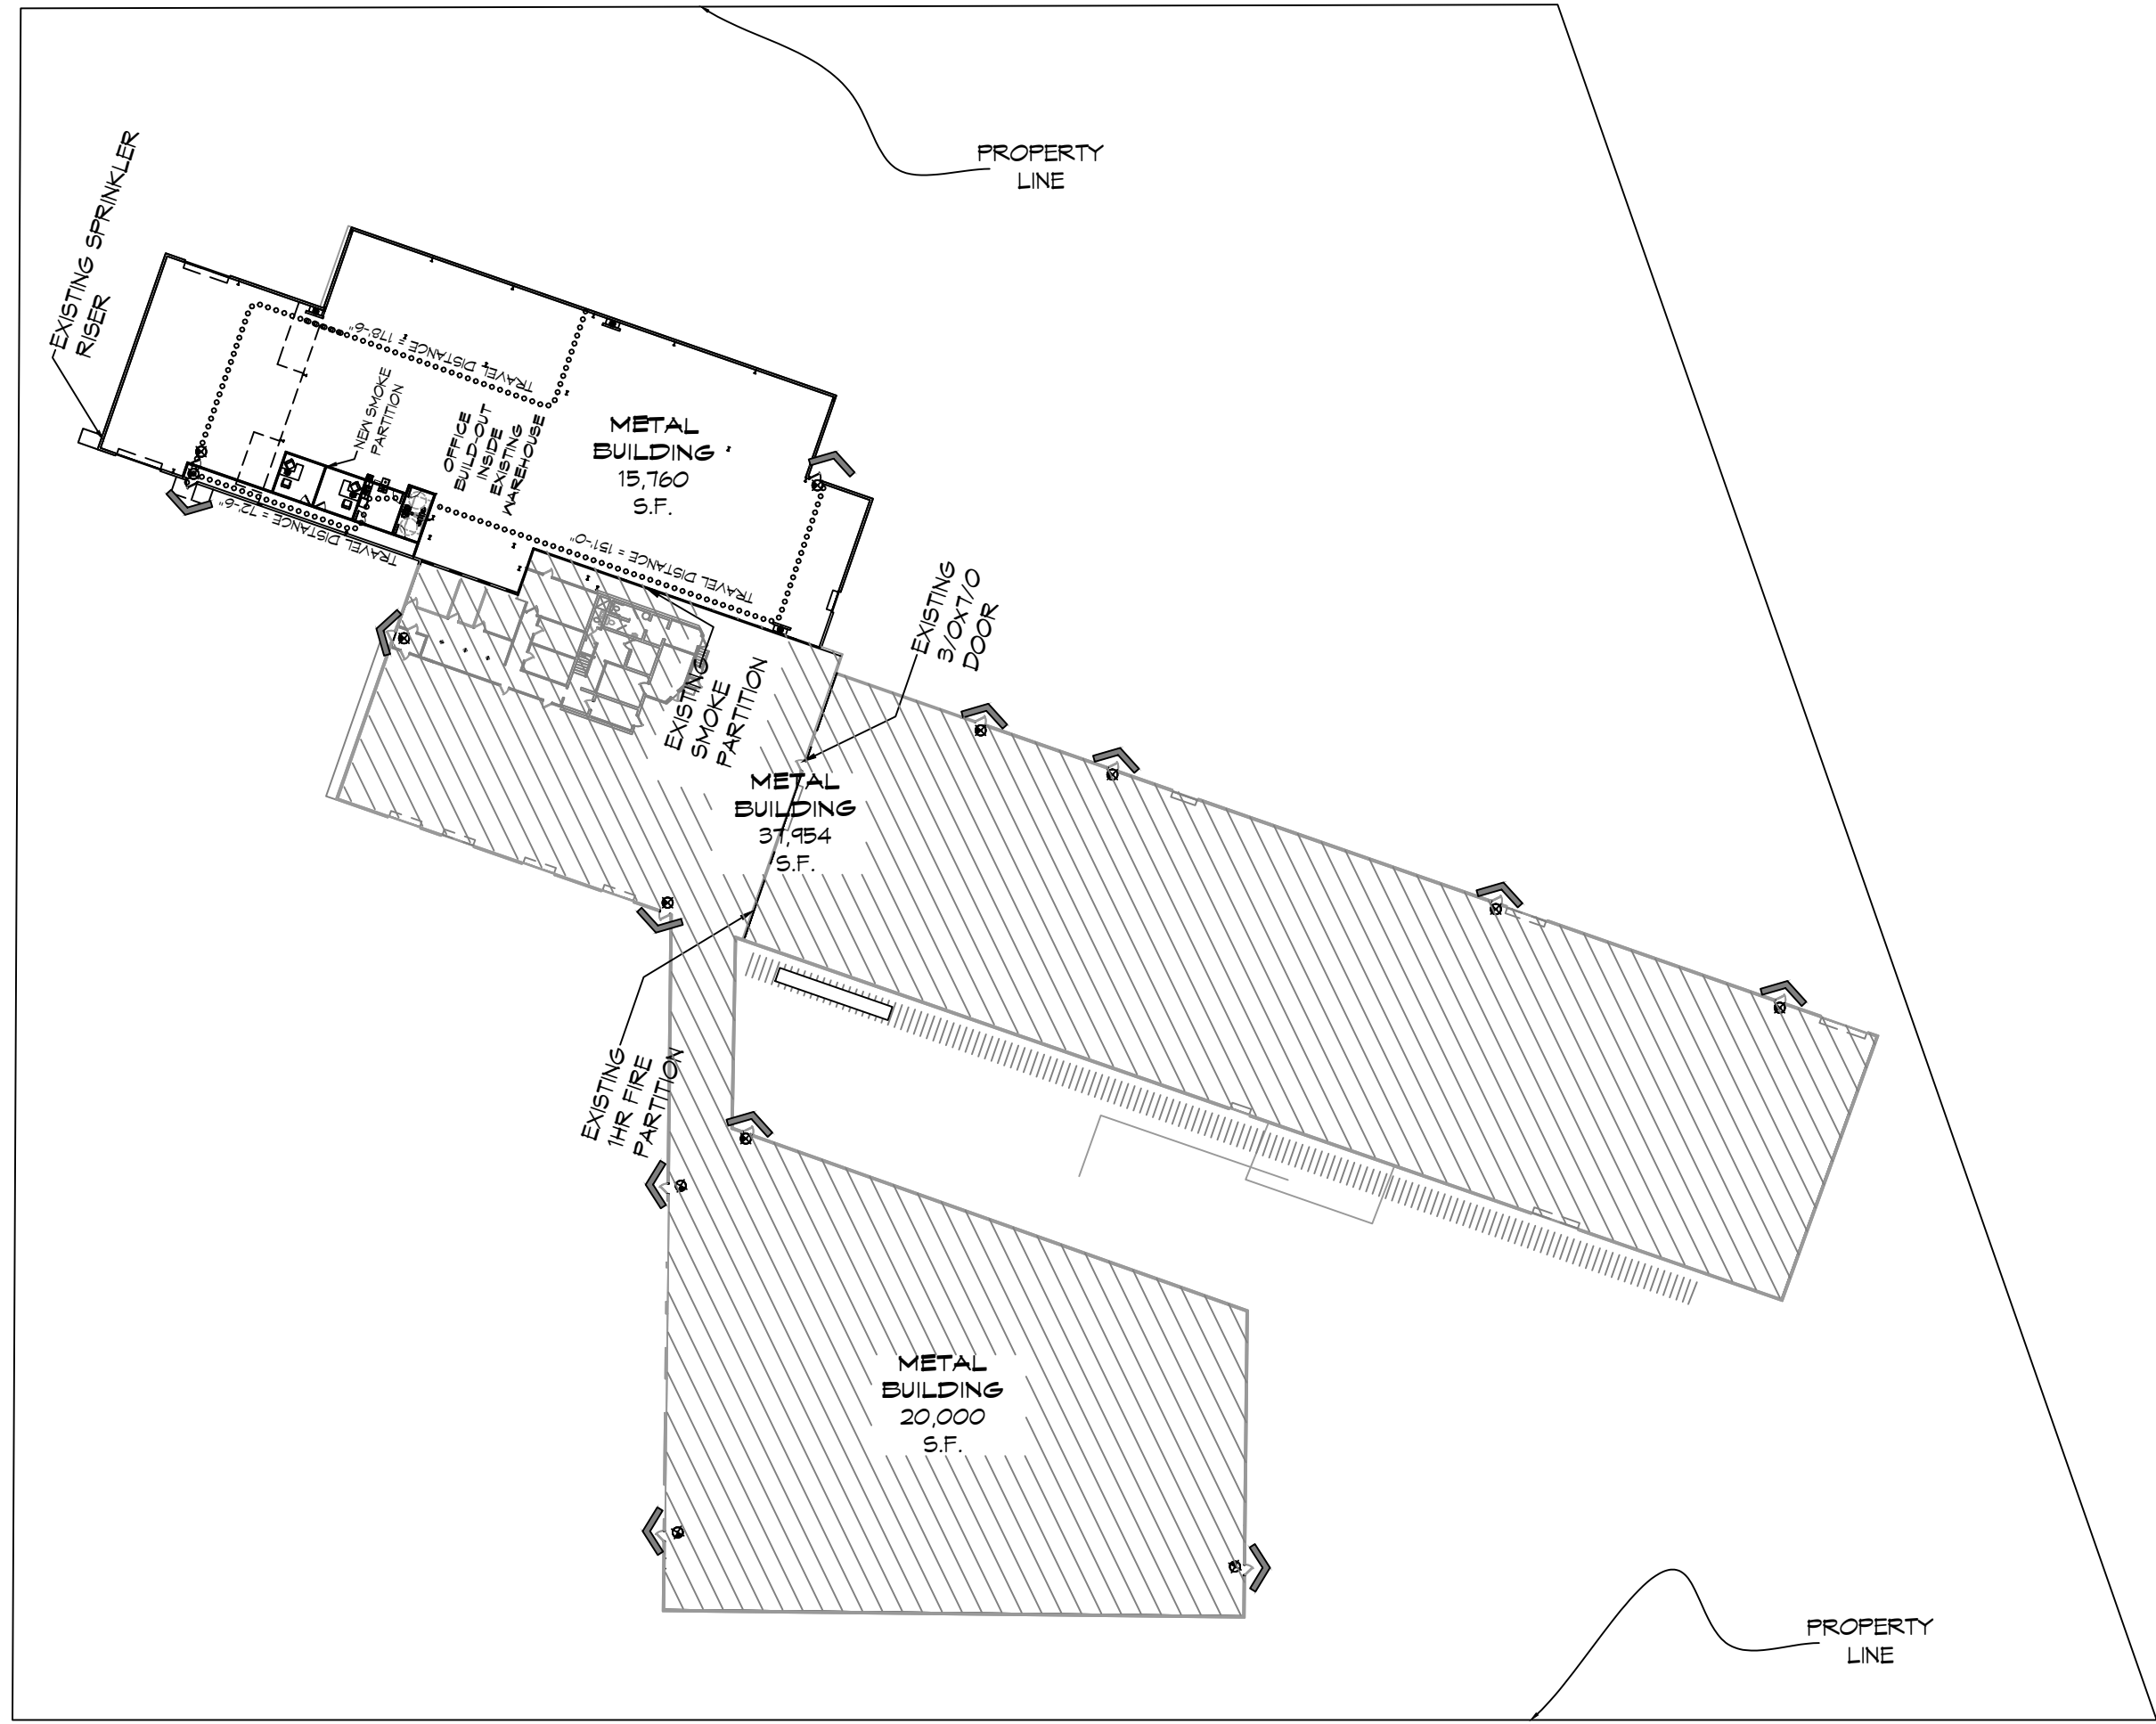 PROPERTY
LINE
EXISTING SPRINKLER
RISER
TRAVEL DISTANCE = 178'-6"
NEW SMOKE
PARTITION
OFFICE
BUILD-OUT
INSIDE
EXISTING
WAREHOUSE
METAL
BUILDING
15,760
S.F.
TRAVEL DISTANCE = 72'-6"
TRAVEL DISTANCE = 151'-0"
EXISTING
3/0x7/0
DOOR
EXISTING
SMOKE
PARTITION
METAL
BUILDING
37,954
S.F.
EXISTING
1HR FIRE
PARTITION
METAL
BUILDING
20,000
S.F.
PROPERTY
LINE